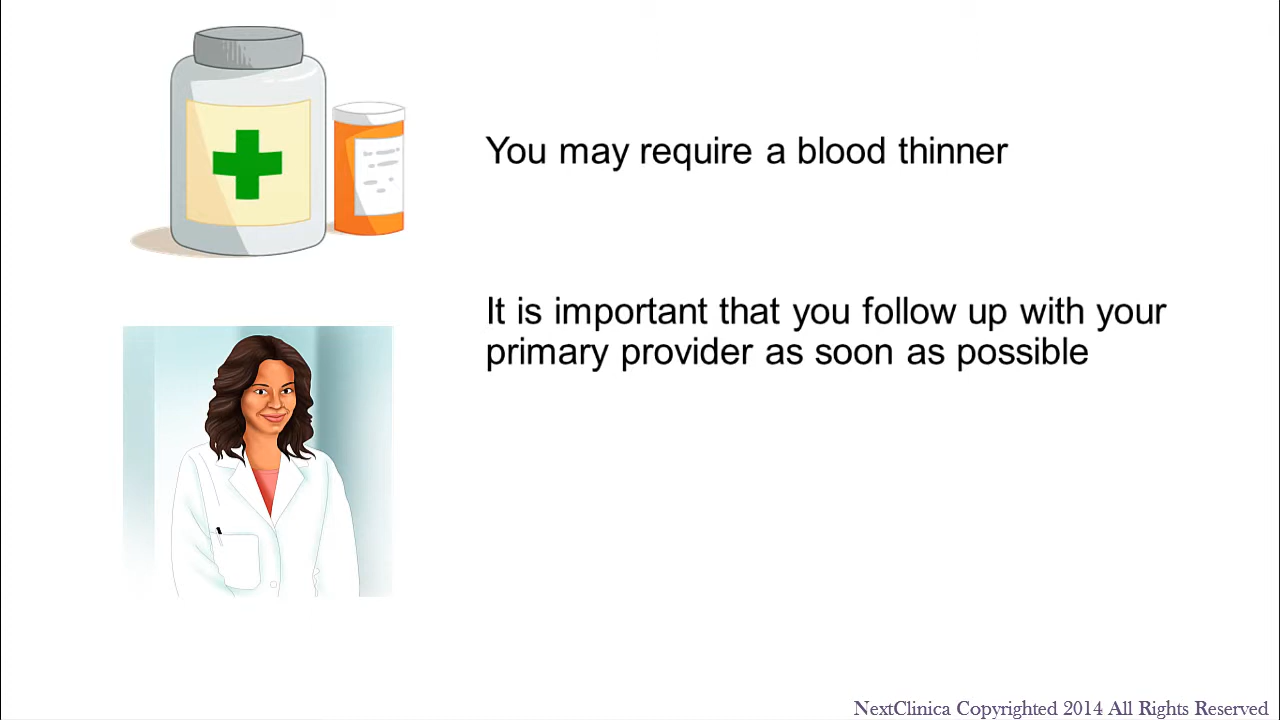 You may require a blood thinner
It is important that you follow up with your
primary provider as soon as possible
NextClinica Copyrighted 2014 All Rights Reserved